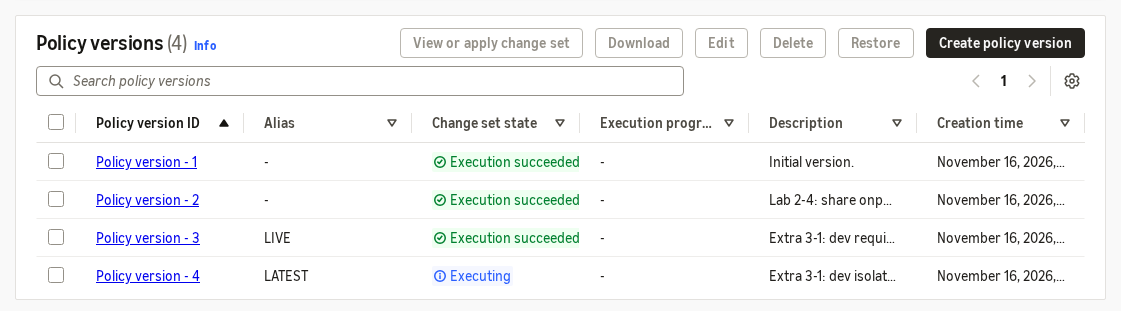 Policy versions (4) Info View or apply change set Download Edit Delete Restore Create policy version
Search policy versions 1
Policy version ID Alias Change set state Execution progr... Description Creation time
Policy version - 1 - Execution succeeded - Initial version. November 16, 2026,...
Policy version - 2 - Execution succeeded - Lab 2-4: share onp... November 16, 2026,...
Policy version - 3 LIVE Execution succeeded - Extra 3-1: dev requi... November 16, 2026,...
Policy version - 4 LATEST Executing - Extra 3-1: dev isolat... November 16, 2026,...